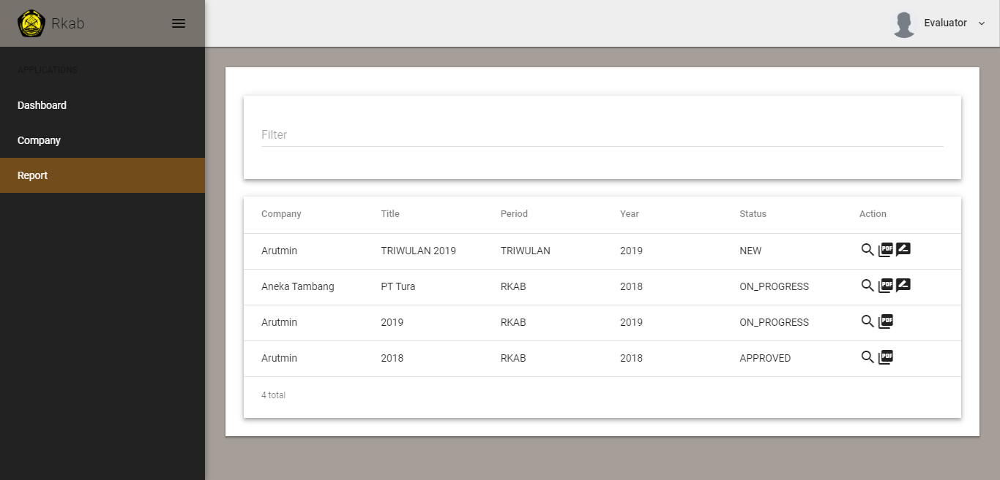 Rkab
Evaluator
APPLICATIONS
Dashboard
Company
Report
Filter
Company Title Period Year Status Action
Arutmin TRIWULAN 2019 TRIWULAN 2019 NEW PDF
Aneka Tambang PT Tura RKAB 2018 ON_PROGRESS PDF
Arutmin 2019 RKAB 2019 ON_PROGRESS PDF
Arutmin 2018 RKAB 2018 APPROVED PDF
4 total